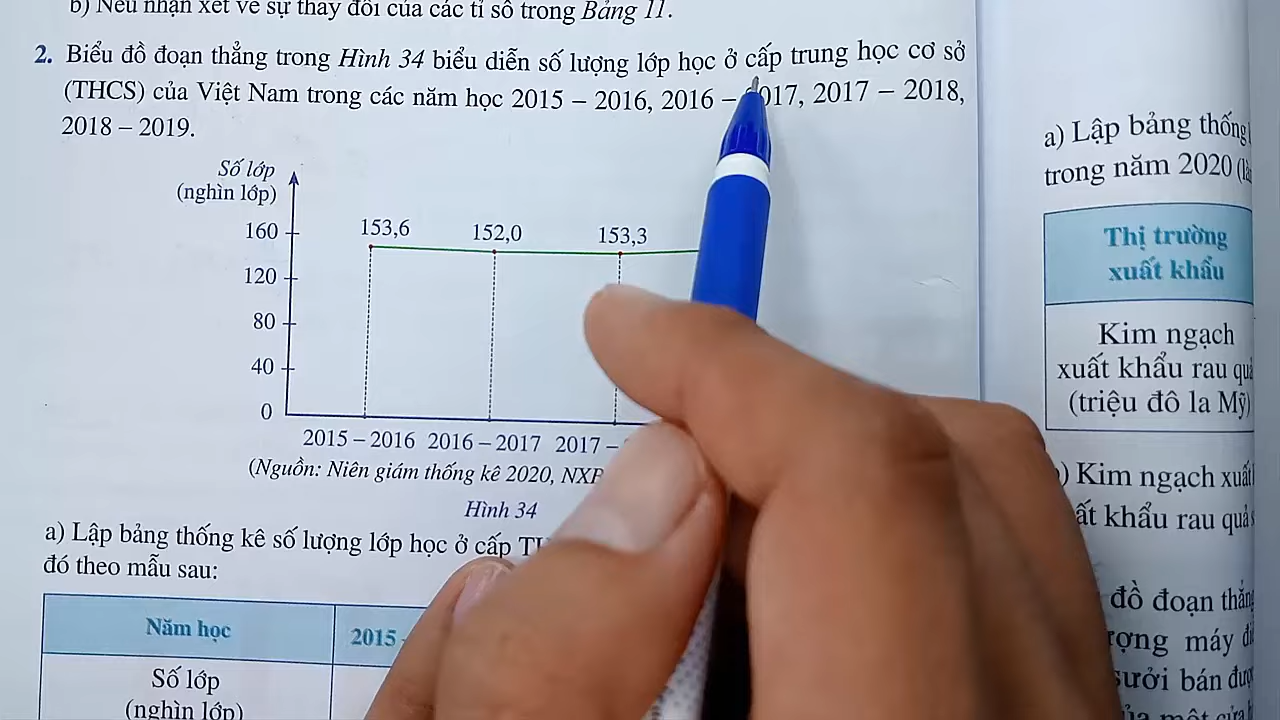 b) Nêu nhận xét về sự thay đổi của các tỉ số trong Bảng 11.
2. Biểu đồ đoạn thẳng trong Hình 34 biểu diễn số lượng lớp học ở cấp trung học cơ sở
(THCS) của Việt Nam trong các năm học 2015 – 2016, 2016 – 2017, 2017 – 2018,
2018 – 2019.
Số lớp
(nghìn lớp)
160
120
80
40
0
153,6
152,0
153,3
2015 – 2016 2016 – 2017 2017 –
(Nguồn: Niên giám thống kê 2020, NXB
Hình 34
a) Lập bảng thống kê số lượng lớp học ở cấp
đó theo mẫu sau:
Năm học
2015
Số lớp
(nghìn lớp)
a) Lập bảng thống
trong năm 2020
Thị trường
xuất khẩu
Kim ngạch
xuất khẩu rau quả
(triệu đô la Mỹ)
) Kim ngạch xuất
khẩu rau quả
đồ đoạn thẳng
máy
bán được